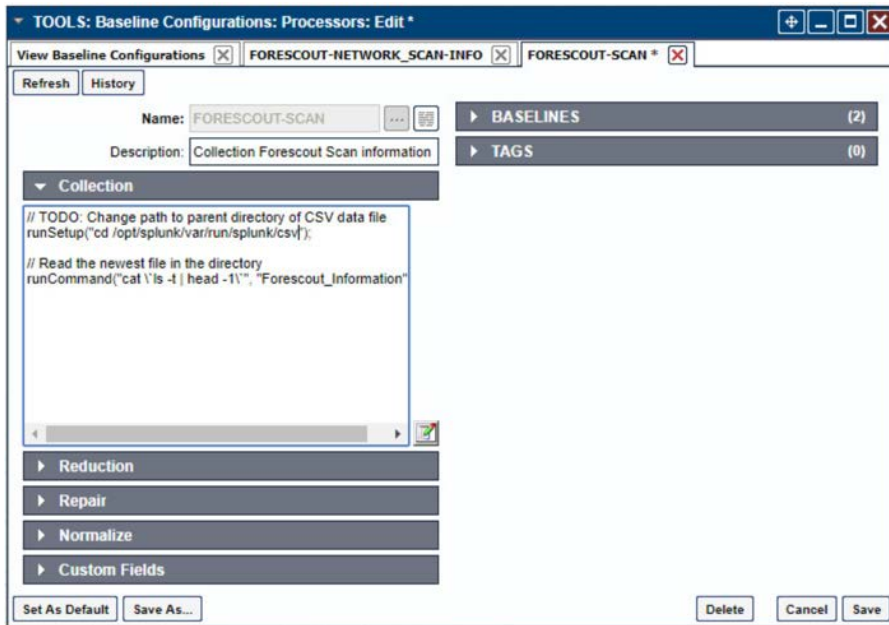 TOOLS: Baseline Configurations: Processors: Edit *
View Baseline Configurations
FORESCOUT-NETWORK_SCAN-INFO
FORESCOUT-SCAN *
Refresh
History
Name: FORESCOUT-SCAN ...
Description: Collection Forescout Scan information
Collection
// TODO: Change path to parent directory of CSV data file
runSetup("cd /opt/splunk/var/run/splunk/csv");
// Read the newest file in the directory
runCommand("cat \`ls -t | head -1\`", "Forescout_Information"
Reduction
Repair
Normalize
Custom Fields
BASELINES (2)
TAGS (0)
Set As Default
Save As...
Delete
Cancel
Save